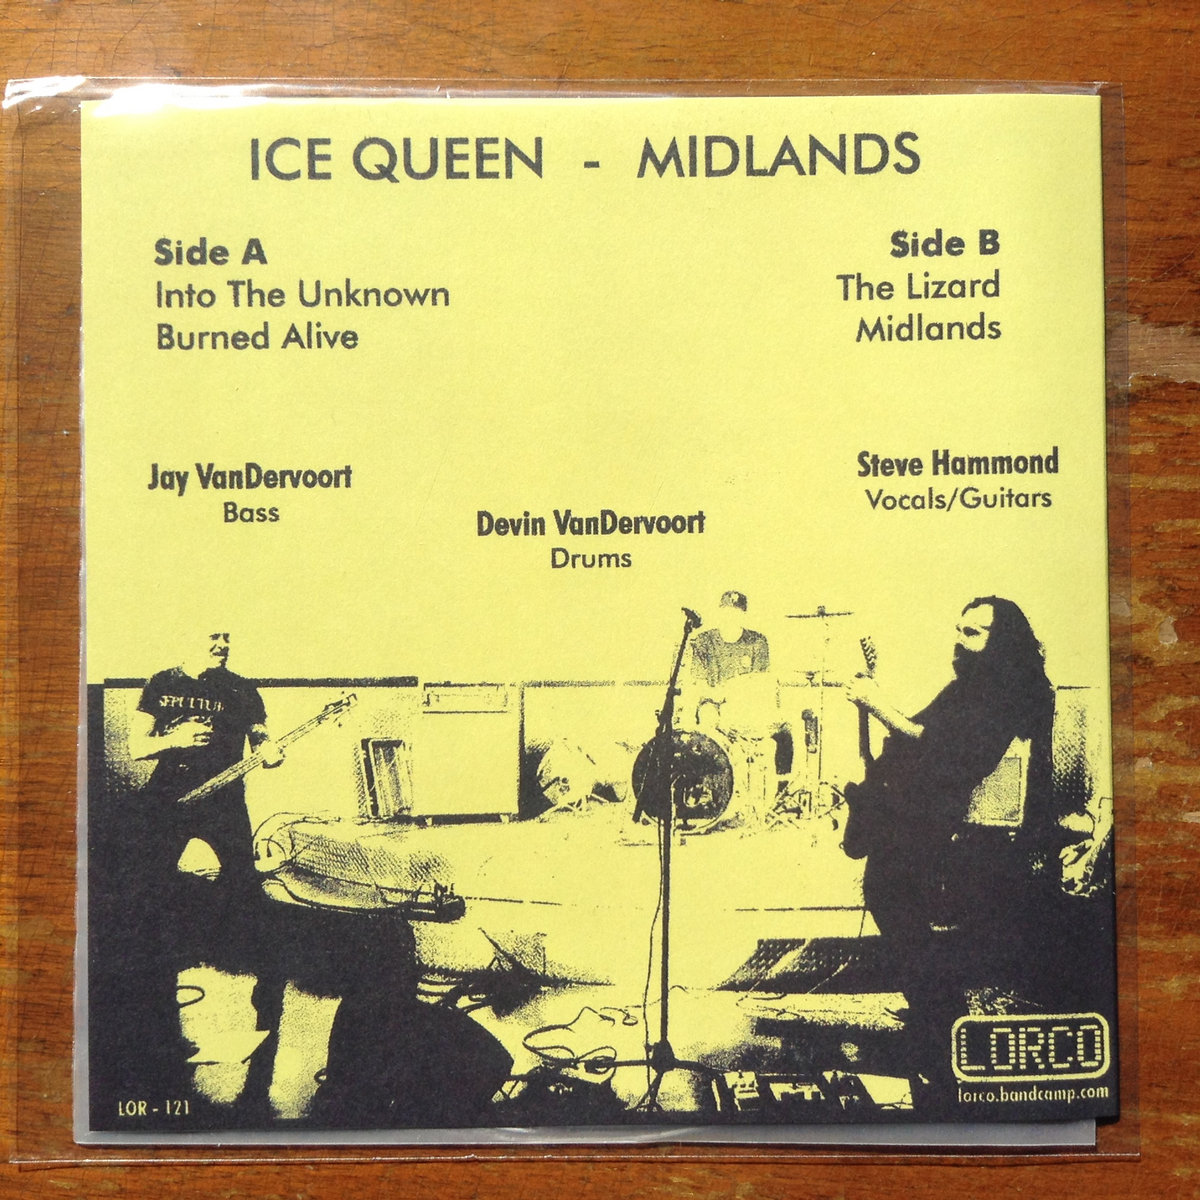 ICE QUEEN - MIDLANDS
Side A
Into The Unknown
Burned Alive
Side B
The Lizard
Midlands
Jay VanDervoort
Bass
Devin VanDervoort
Drums
Steve Hammond
Vocals/Guitars
SEPULTURA
LORCO
lorco.bandcamp.com
LOR - 121